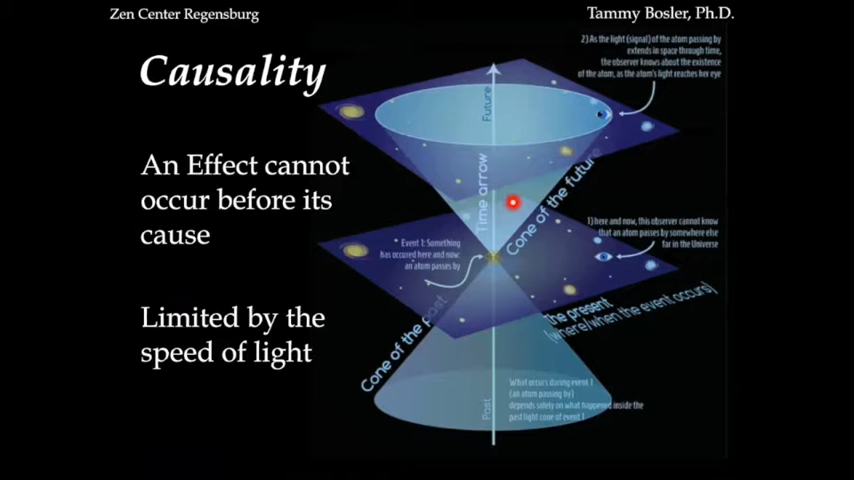 Zen Center Regensburg
Tammy Bosler, Ph.D.
Causality
An Effect cannot
occur before its
cause
Limited by the
speed of light
2) As the light (signal) of the atom passing by
extends in space through time,
the observer knows about the existence
of the atom, as the atom's light reaches her eye
Future
Time arrow
Cone of the future
* Event 1: Something
has occured here and now:
an atom passes by
1) here and now, this observer cannot know
that an atom passes by somewhere else
far in the Universe
The present
(where/when the event occurs)
Cone of the past
Past
What occurs during event 1
(an atom passing by)
depends solely on what happened inside the
past light cone of event 1